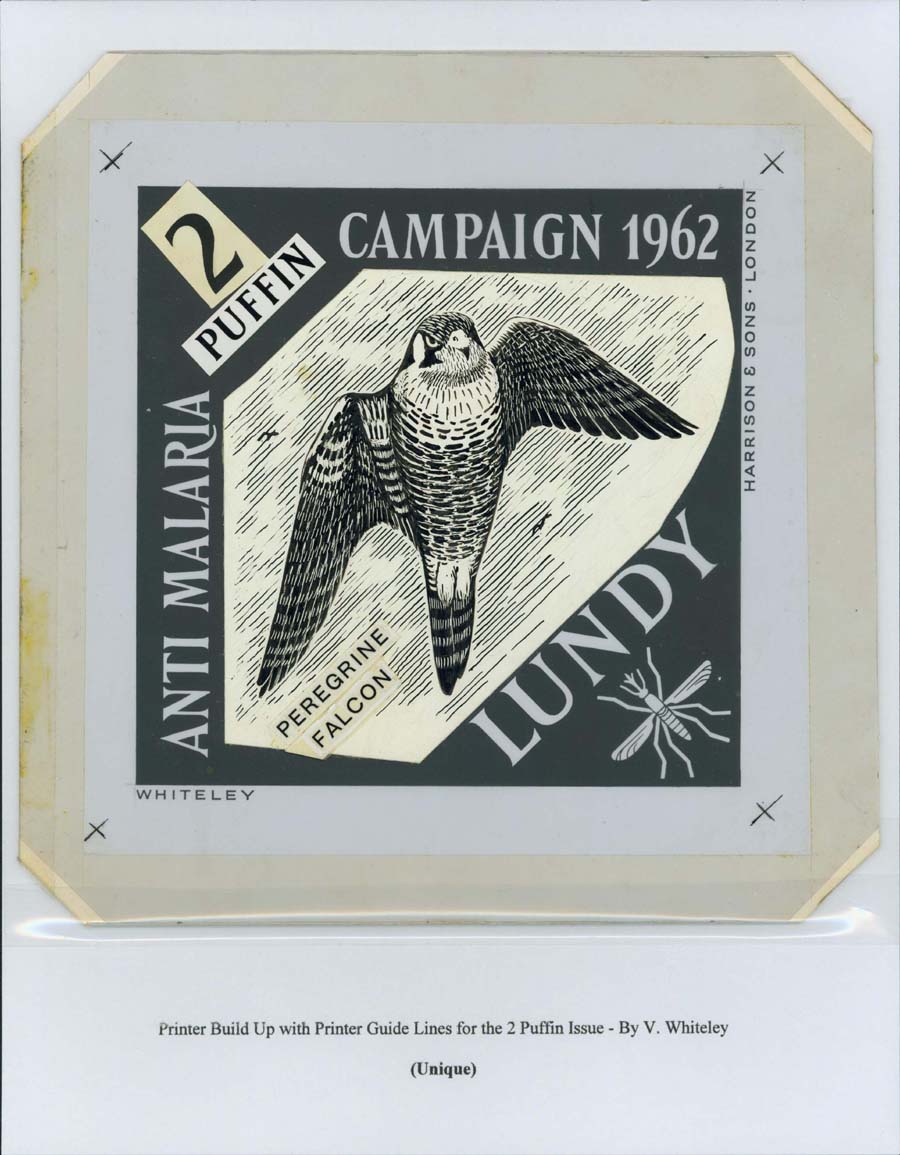 2
PUFFIN
CAMPAIGN 1962
ANTI MALARIA
HARRISON & SONS · LONDON
PEREGRINE
FALCON
LUNDY
WHITELEY
Printer Build Up with Printer Guide Lines for the 2 Puffin Issue - By V. Whiteley
(Unique)